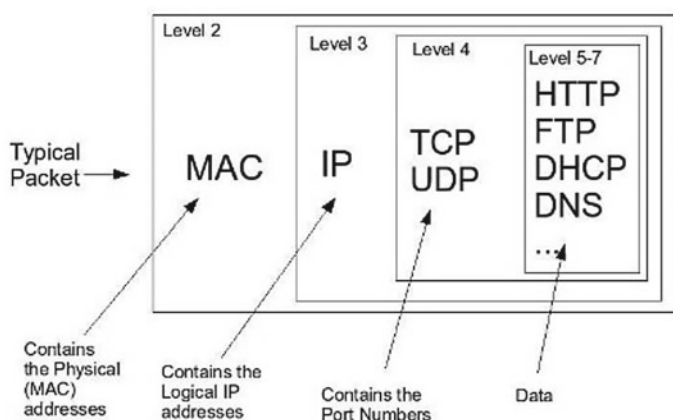 Level 2
Level 3
Level 4
Level 5-7
Typical
Packet
MAC
IP
TCP
UDP
HTTP
FTP
DHCP
DNS
...
Contains
the Physical
(MAC)
addresses
Contains the
Logical IP
addresses
Contains the
Port Numbers
Data